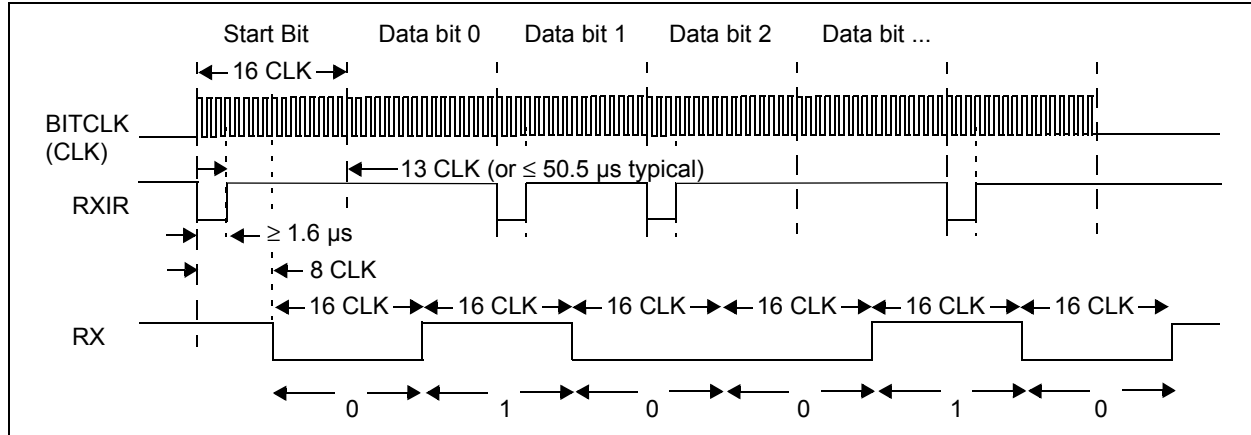 Start Bit Data bit 0 Data bit 1 Data bit 2 Data bit ...
16 CLK
BITCLK
(CLK)
13 CLK (or ≤ 50.5 μs typical)
RXIR
≥ 1.6 μs
8 CLK
16 CLK 16 CLK 16 CLK 16 CLK 16 CLK 16 CLK
RX
0 1 0 0 1 0